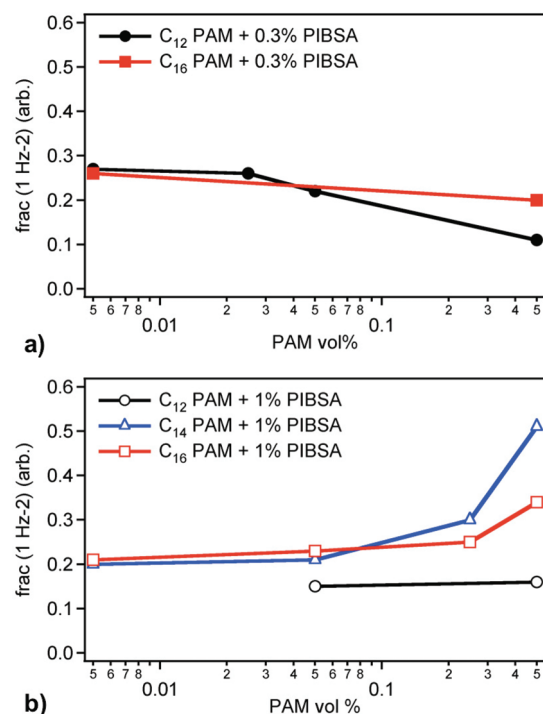 0.6
0.5
0.4
0.3
0.2
0.1
0.0
frac (1 Hz-2) (arb.)
C₁₂ PAM + 0.3% PIBSA
C₁₆ PAM + 0.3% PIBSA
5 6 7 8 0.01 2 3 4 5 6 7 8 0.1 2 3 4 5
PAM vol%
a)
0.6
0.5
0.4
0.3
0.2
0.1
0.0
frac (1 Hz-2) (arb.)
C₁₂ PAM + 1% PIBSA
C₁₄ PAM + 1% PIBSA
C₁₆ PAM + 1% PIBSA
5 6 7 8 0.01 2 3 4 5 6 7 8 0.1 2 3 4 5
PAM vol %
b)